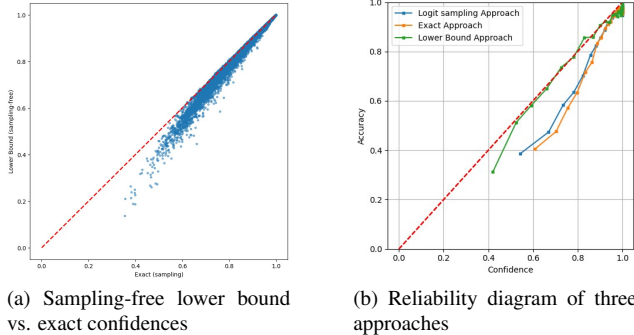 1.0
0.8
0.6
0.4
0.2
0.0
0.0 0.2 0.4 0.6 0.8 1.0
Lower Bound (sampling-free)
Exact (sampling)
(a) Sampling-free lower bound
vs. exact confidences
Logit sampling Approach
Exact Approach
Lower Bound Approach
1.0
0.8
0.6
0.4
0.2
0.0
0.0 0.2 0.4 0.6 0.8 1.0
Accuracy
Confidence
(b) Reliability diagram of three
approaches